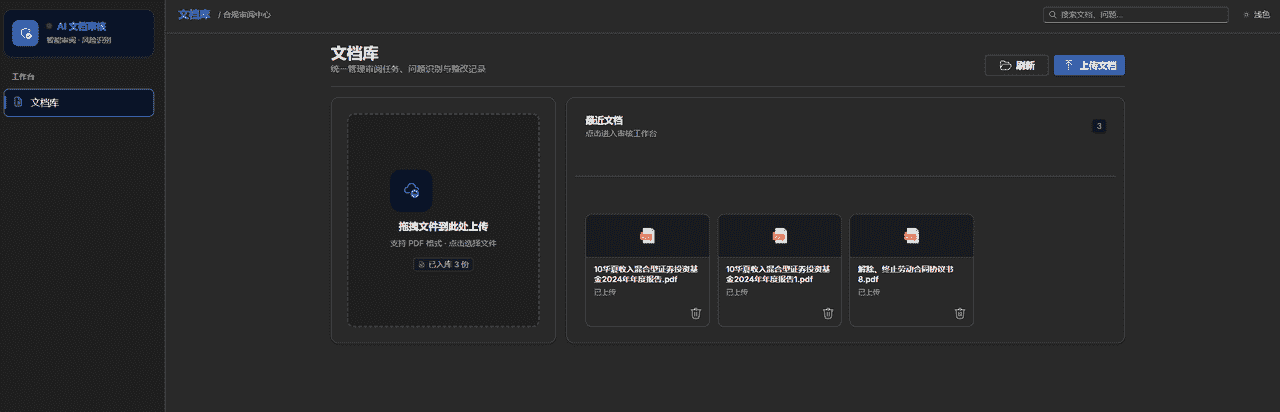 AI 文档审核
智能审阅 · 风险识别
工作台
文档库
文档库 / 合规审阅中心
搜索文档、问题...
浅色
文档库
统一管理审阅任务、问题识别与整改记录
刷新
上传文档
拖拽文件到此处上传
支持 PDF 格式 · 点击选择文件
已入库 3 份
最近文档
点击进入审核工作台
3
10华夏收入混合型证券投资基
金2024年年度报告.pdf
已上传
10华夏收入混合型证券投资基
金2024年年度报告1.pdf
已上传
解除、终止劳动合同协议书
8.pdf
已上传